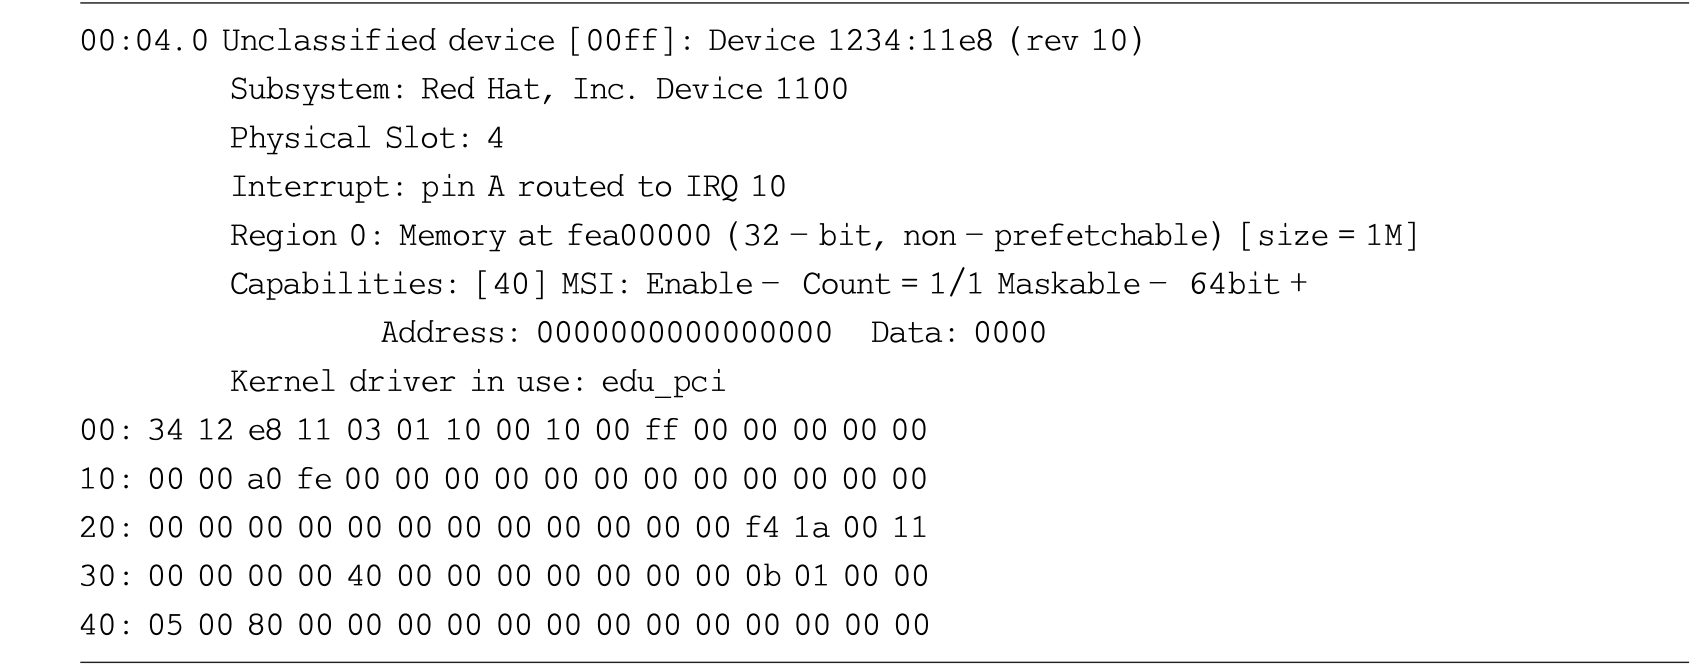 00:04.0 Unclassified device [00ff]: Device 1234:11e8 (rev 10)
Subsystem: Red Hat, Inc. Device 1100
Physical Slot: 4
Interrupt: pin A routed to IRQ 10
Region 0: Memory at fea00000 (32-bit, non-prefetchable) [size=1M]
Capabilities: [40] MSI: Enable- Count=1/1 Maskable- 64bit+
Address: 0000000000000000 Data: 0000
Kernel driver in use: edu_pci
00: 34 12 e8 11 03 01 10 00 10 00 ff 00 00 00 00 00
10: 00 00 a0 fe 00 00 00 00 00 00 00 00 00 00 00 00
20: 00 00 00 00 00 00 00 00 00 00 00 00 f4 1a 00 11
30: 00 00 00 00 40 00 00 00 00 00 00 00 0b 01 00 00
40: 05 00 80 00 00 00 00 00 00 00 00 00 00 00 00 00